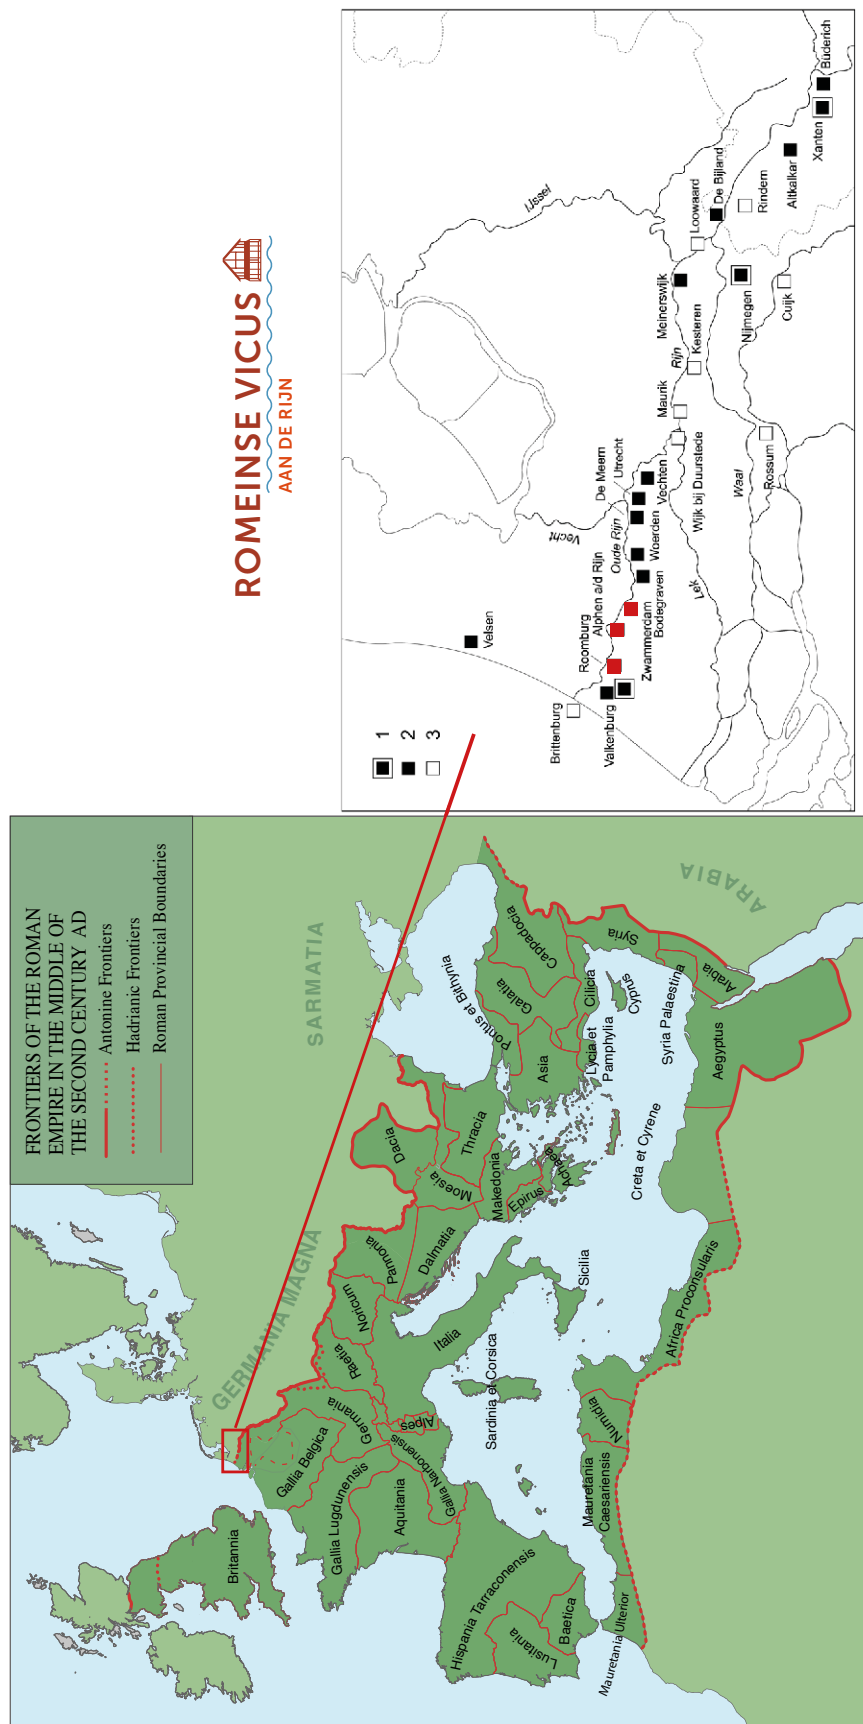 ROMEINSE VICUS
AAN DE RIJN
FRONTIERS OF THE ROMAN
EMPIRE IN THE MIDDLE OF
THE SECOND CENTURY AD
Antonine Frontiers
Hadrianic Frontiers
Roman Provincial Boundaries
SARMATIA
GERMANIA MAGNA
ARABIA
Britannia
Gallia Belgica
Germania
Raetia
Noricum
Pannonia
Dacia
Gallia Lugdunensis
Aquitania
Gallia Narbonensis
Alpes
Italia
Dalmatia
Moesia
Thracia
Makedonia
Epirus
Achaea
Pontus et Bithynia
Galatia
Cappadocia
Asia
Lycia et
Pamphylia
Cilicia
Cyprus
Syria
Syria Palaestina
Arabia
Aegyptus
Creta et Cyrene
Sicilia
Sardinia et Corsica
Hispania Tarraconensis
Lusitania
Baetica
Mauretania Ulterior
Mauretania
Caesariensis
Numidia
Africa Proconsularis
1
2
3
Velsen
Brittenburg
Valkenburg
Roomburg
Alphen a/d Rijn
Zwammerdam
Bodegraven
Oude Rijn
Woerden
De Meern
Utrecht
Vechten
Vecht
Wijk bij Duurstede
Maurik
Rijn
Kesteren
Meinerswijk
Loowaard
De Bijland
IJssel
Lek
Waal
Rossum
Nijmegen
Cuijk
Rindern
Altkalkar
Xanten
Büderich